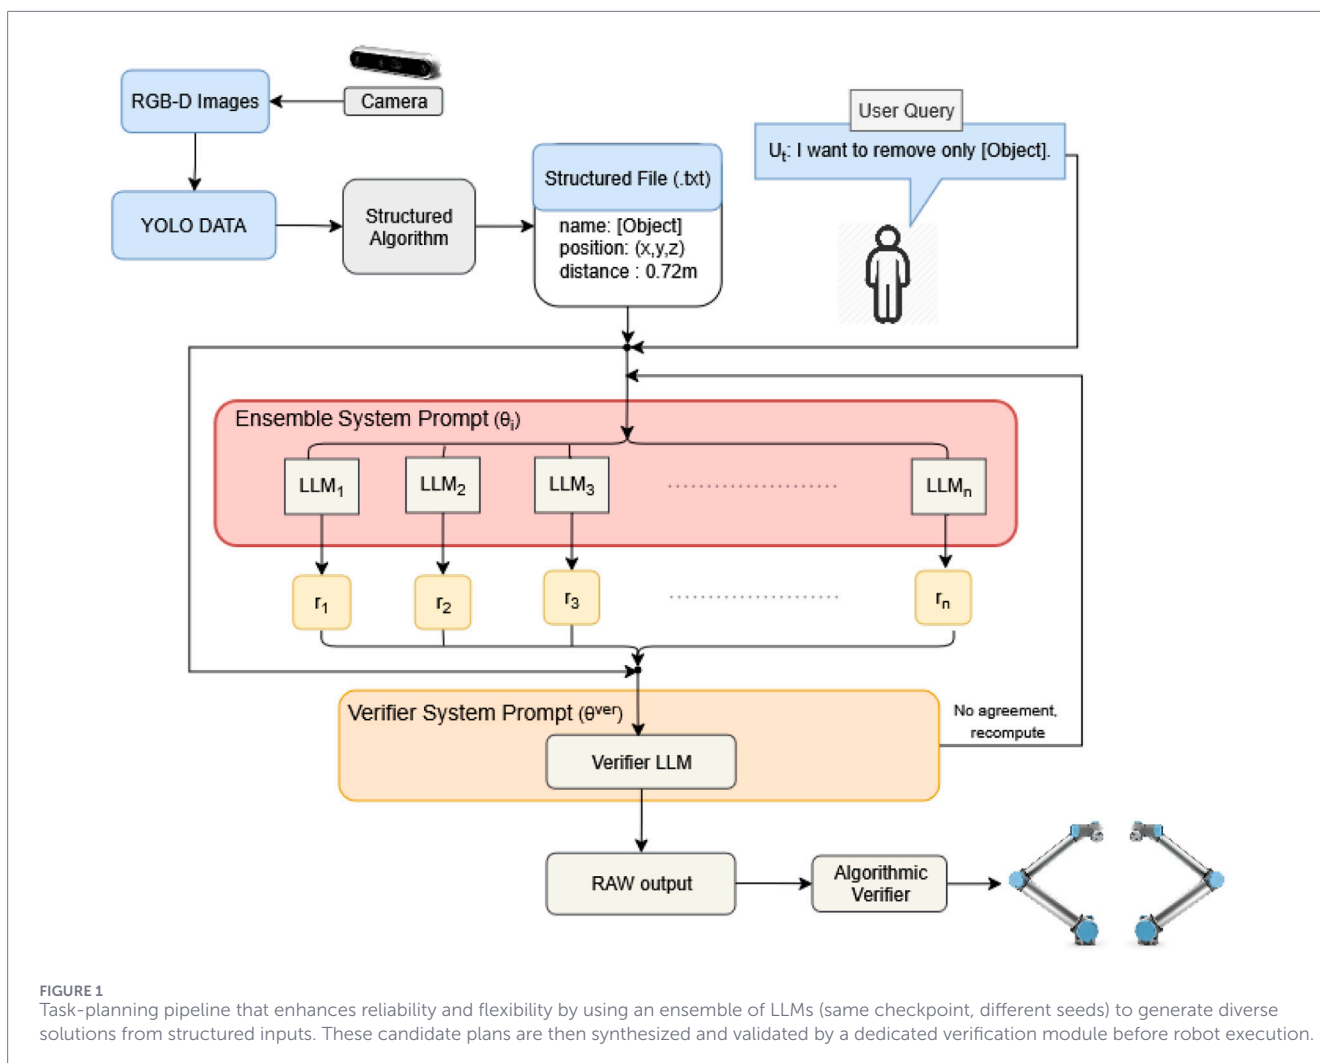 Camera
RGB-D Images
YOLO DATA
Structured
Algorithm
Structured File (.txt)
name: [Object]
position: (x,y,z)
distance : 0.72m
User Query
Uₜ: I want to remove only [Object].
Ensemble System Prompt (θᵢ)
LLM₁
LLM₂
LLM₃
LLMₙ
r₁
r₂
r₃
rₙ
Verifier System Prompt (θᵛᵉʳ)
Verifier LLM
No agreement,
recompute
RAW output
Algorithmic
Verifier
FIGURE 1
Task-planning pipeline that enhances reliability and flexibility by using an ensemble of LLMs (same checkpoint, different seeds) to generate diverse
solutions from structured inputs. These candidate plans are then synthesized and validated by a dedicated verification module before robot execution.